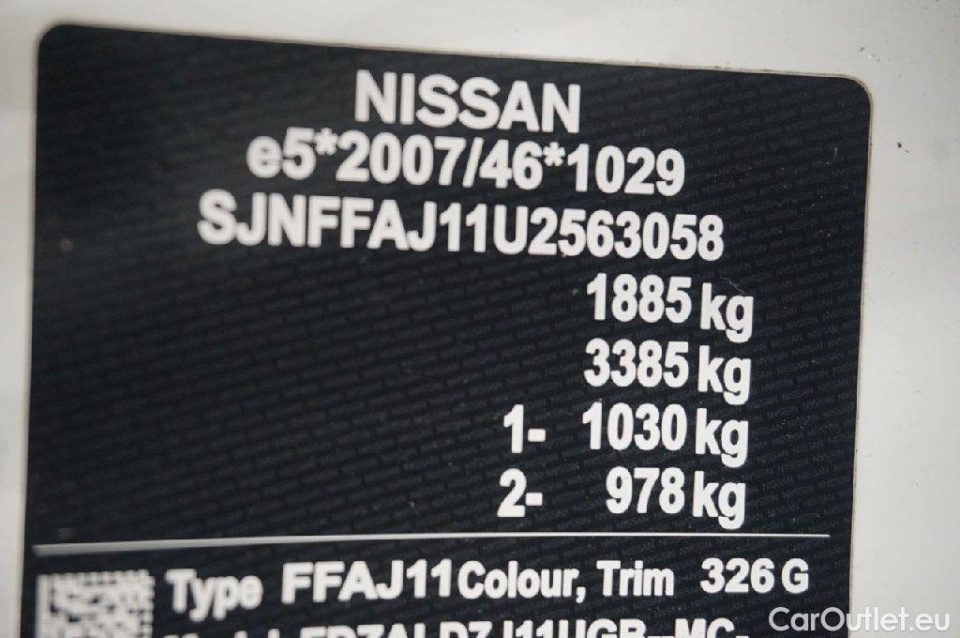 NISSAN
e5*2007/46*1029
SJNFFAJ11U2563058
1885 kg
3385 kg
1- 1030 kg
2- 978 kg
Type FFAJ11 Colour, Trim 326 G
CarOutlet.eu